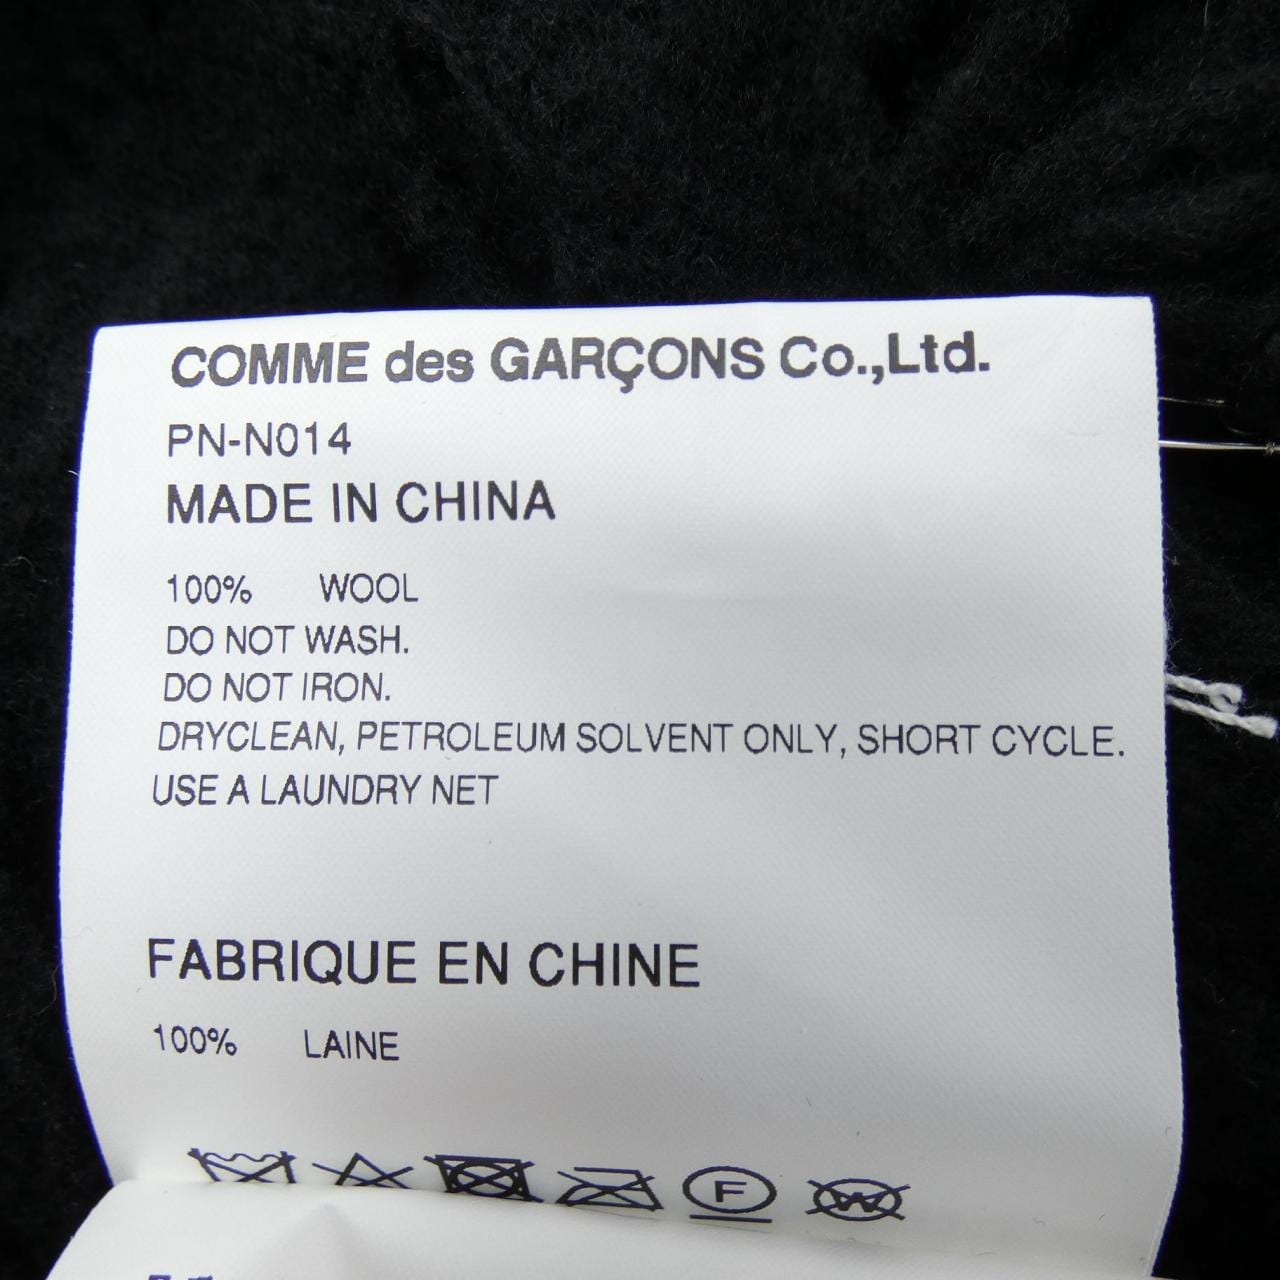 COMME des GARÇONS Co.,Ltd.
PN-N014
MADE IN CHINA
100% WOOL
DO NOT WASH.
DO NOT IRON.
DRYCLEAN, PETROLEUM SOLVENT ONLY, SHORT CYCLE.
USE A LAUNDRY NET
FABRIQUE EN CHINE
100% LAINE
F W